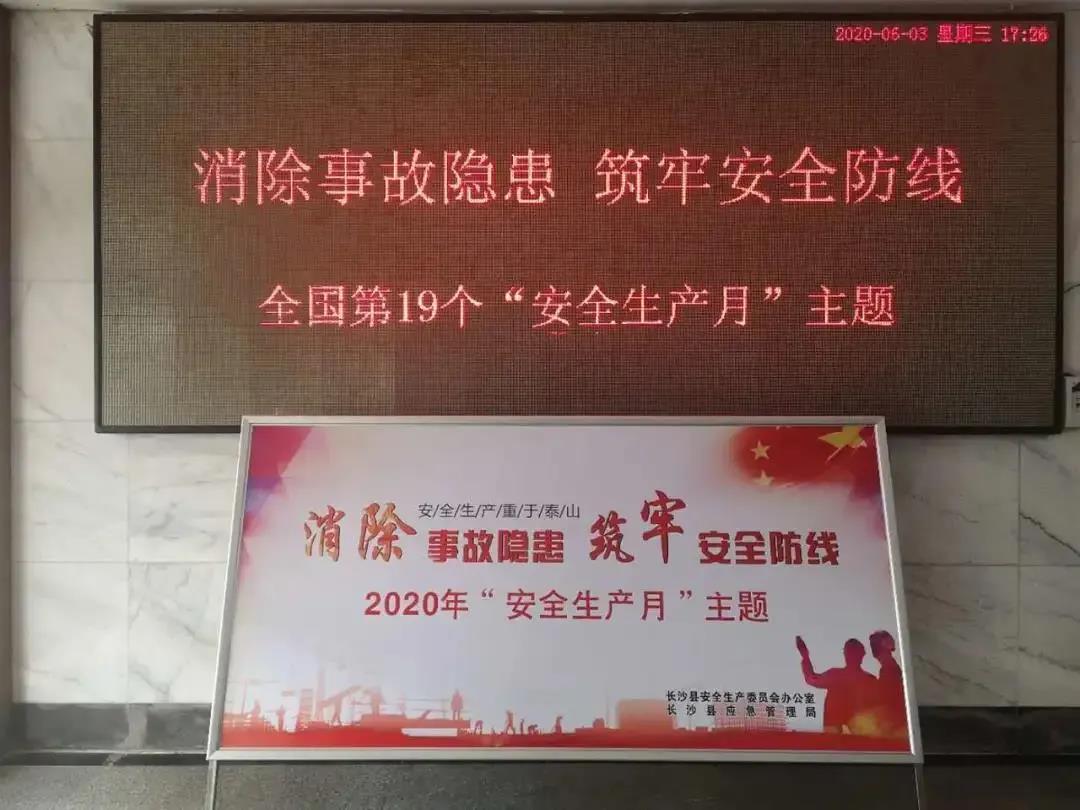 2020-06-03 星期三 17:26
消除事故隐患 筑牢安全防线
全国第19个“安全生产月”主题
安/全/生/产/重/于/泰/山
消除 事故隐患 筑牢 安全防线
2020年“安全生产月”主题
长沙县安全生产委员会办公室
长沙县应急管理局